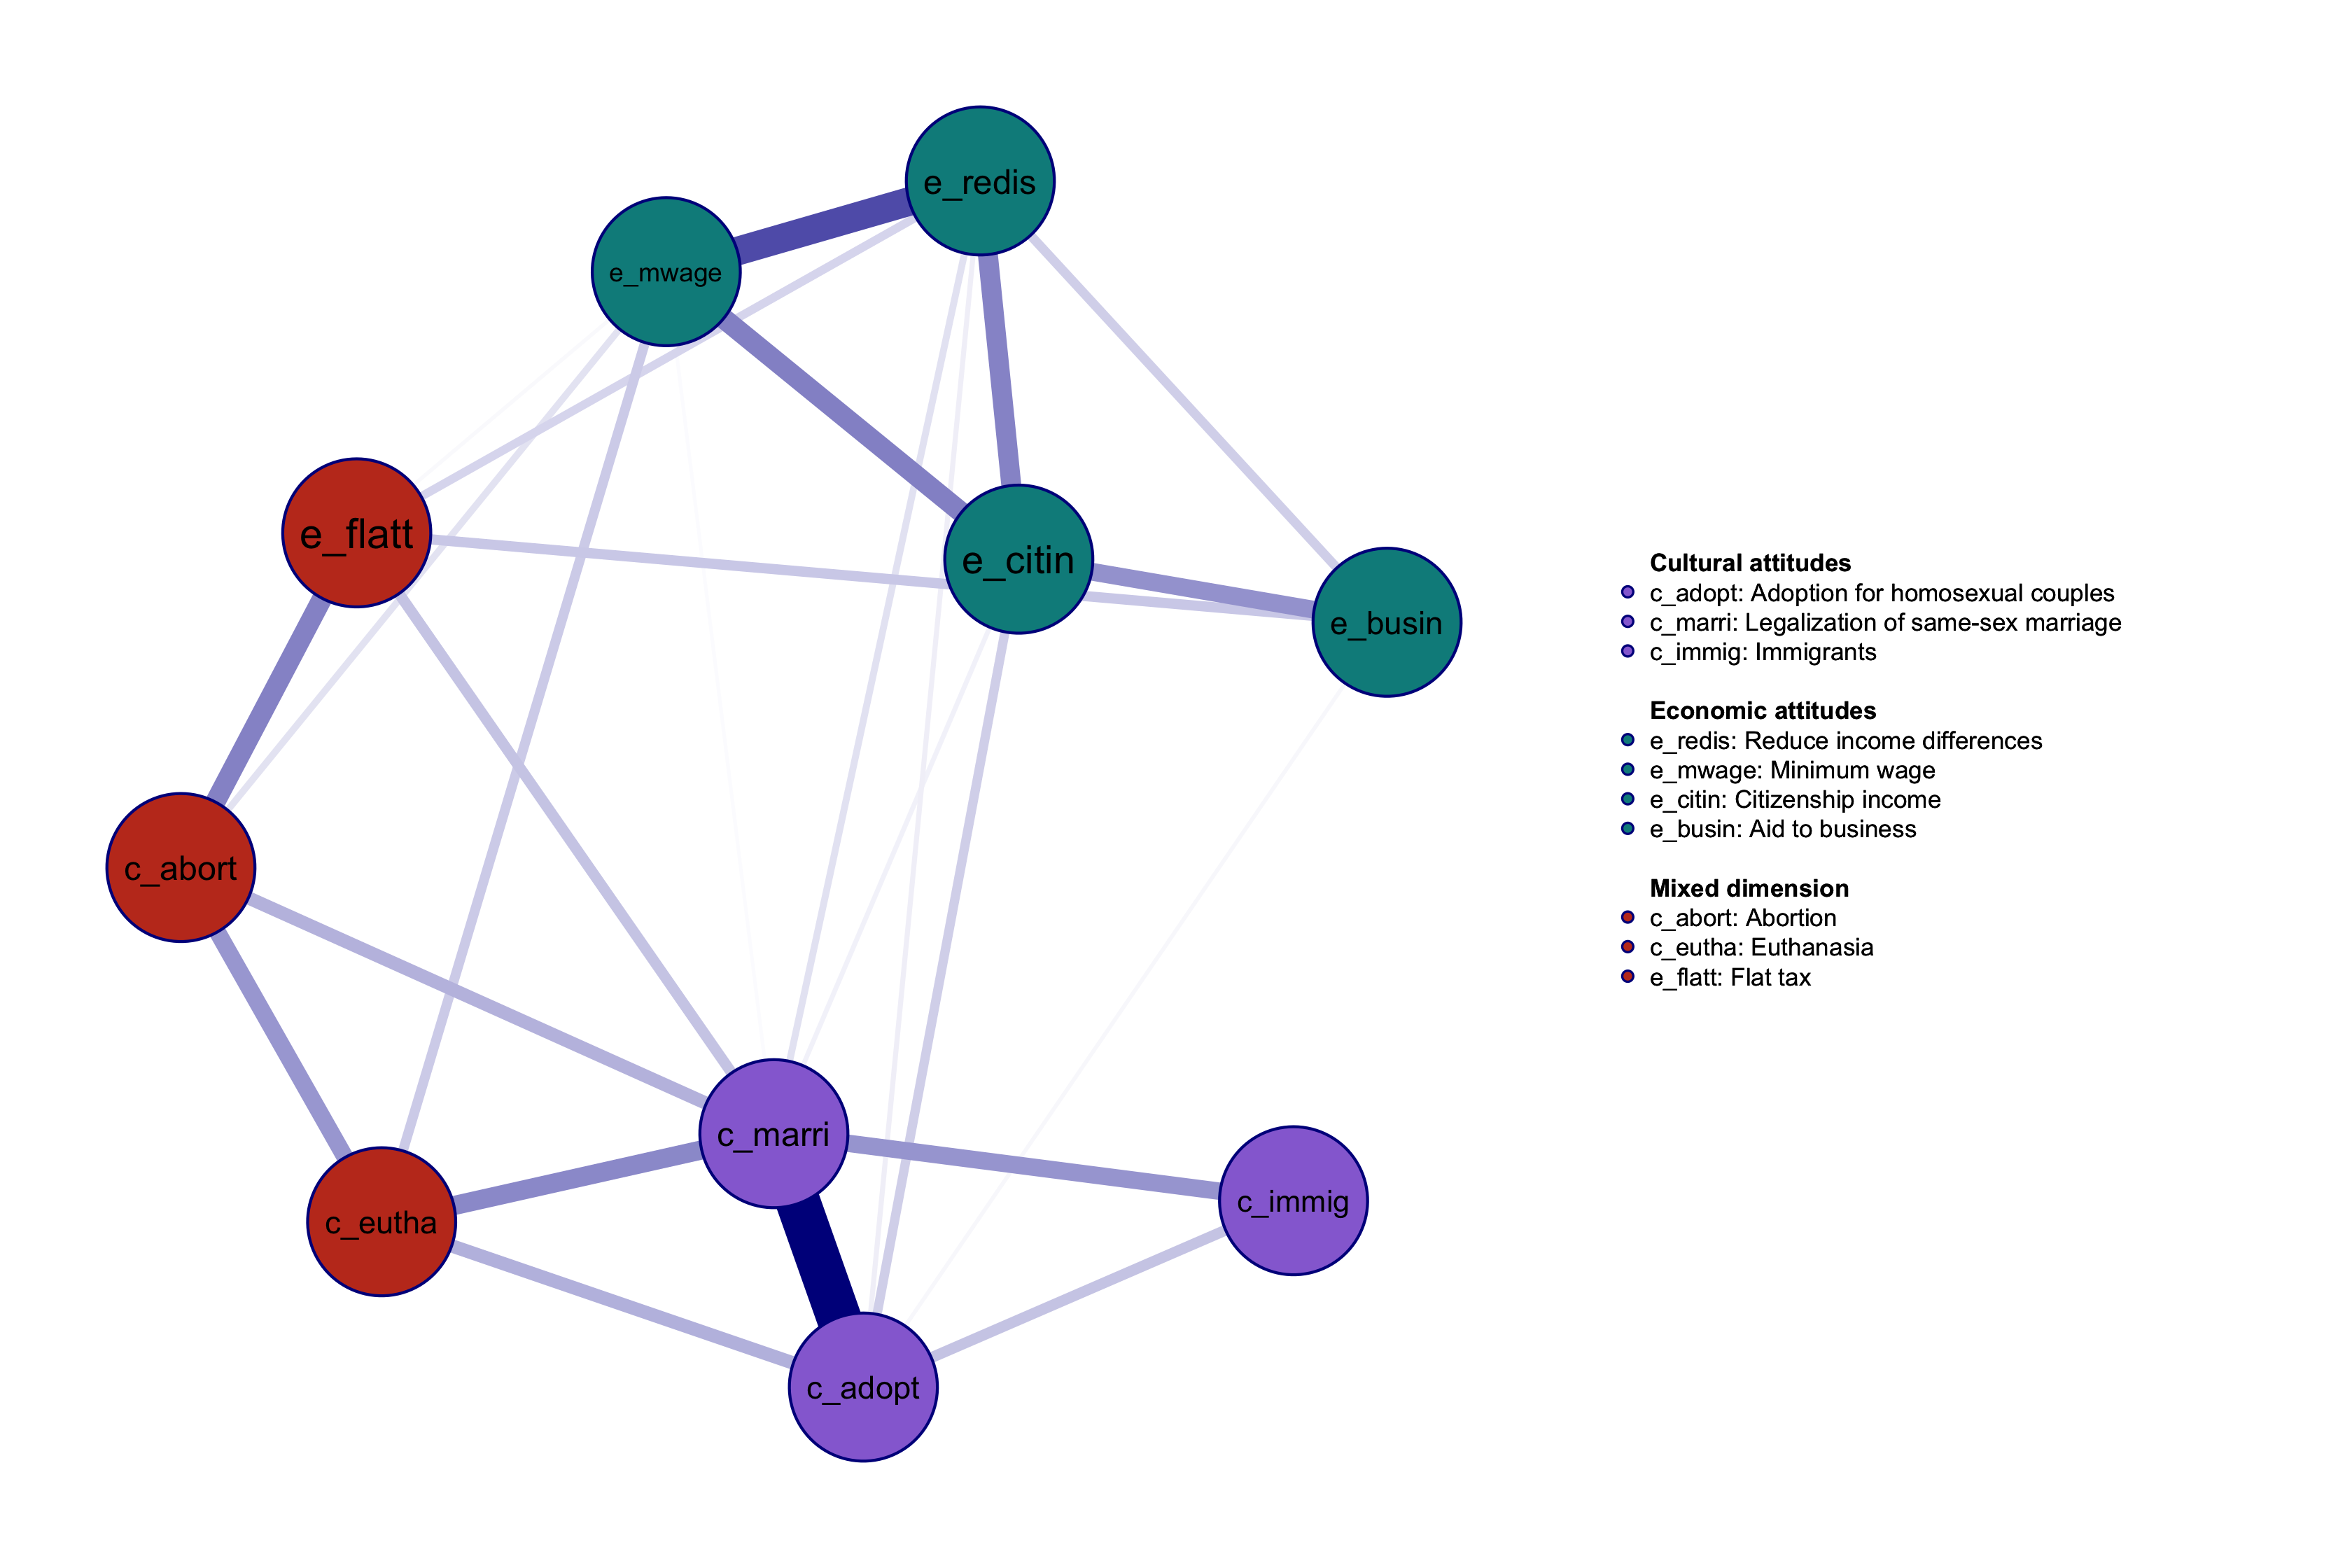 e_redis
e_mwage
e_flatt
e_citin
e_busin
c_abort
c_marri
c_immig
c_eutha
c_adopt
Cultural attitudes
c_adopt: Adoption for homosexual couples
c_marri: Legalization of same-sex marriage
c_immig: Immigrants
Economic attitudes
e_redis: Reduce income differences
e_mwage: Minimum wage
e_citin: Citizenship income
e_busin: Aid to business
Mixed dimension
c_abort: Abortion
c_eutha: Euthanasia
e_flatt: Flat tax